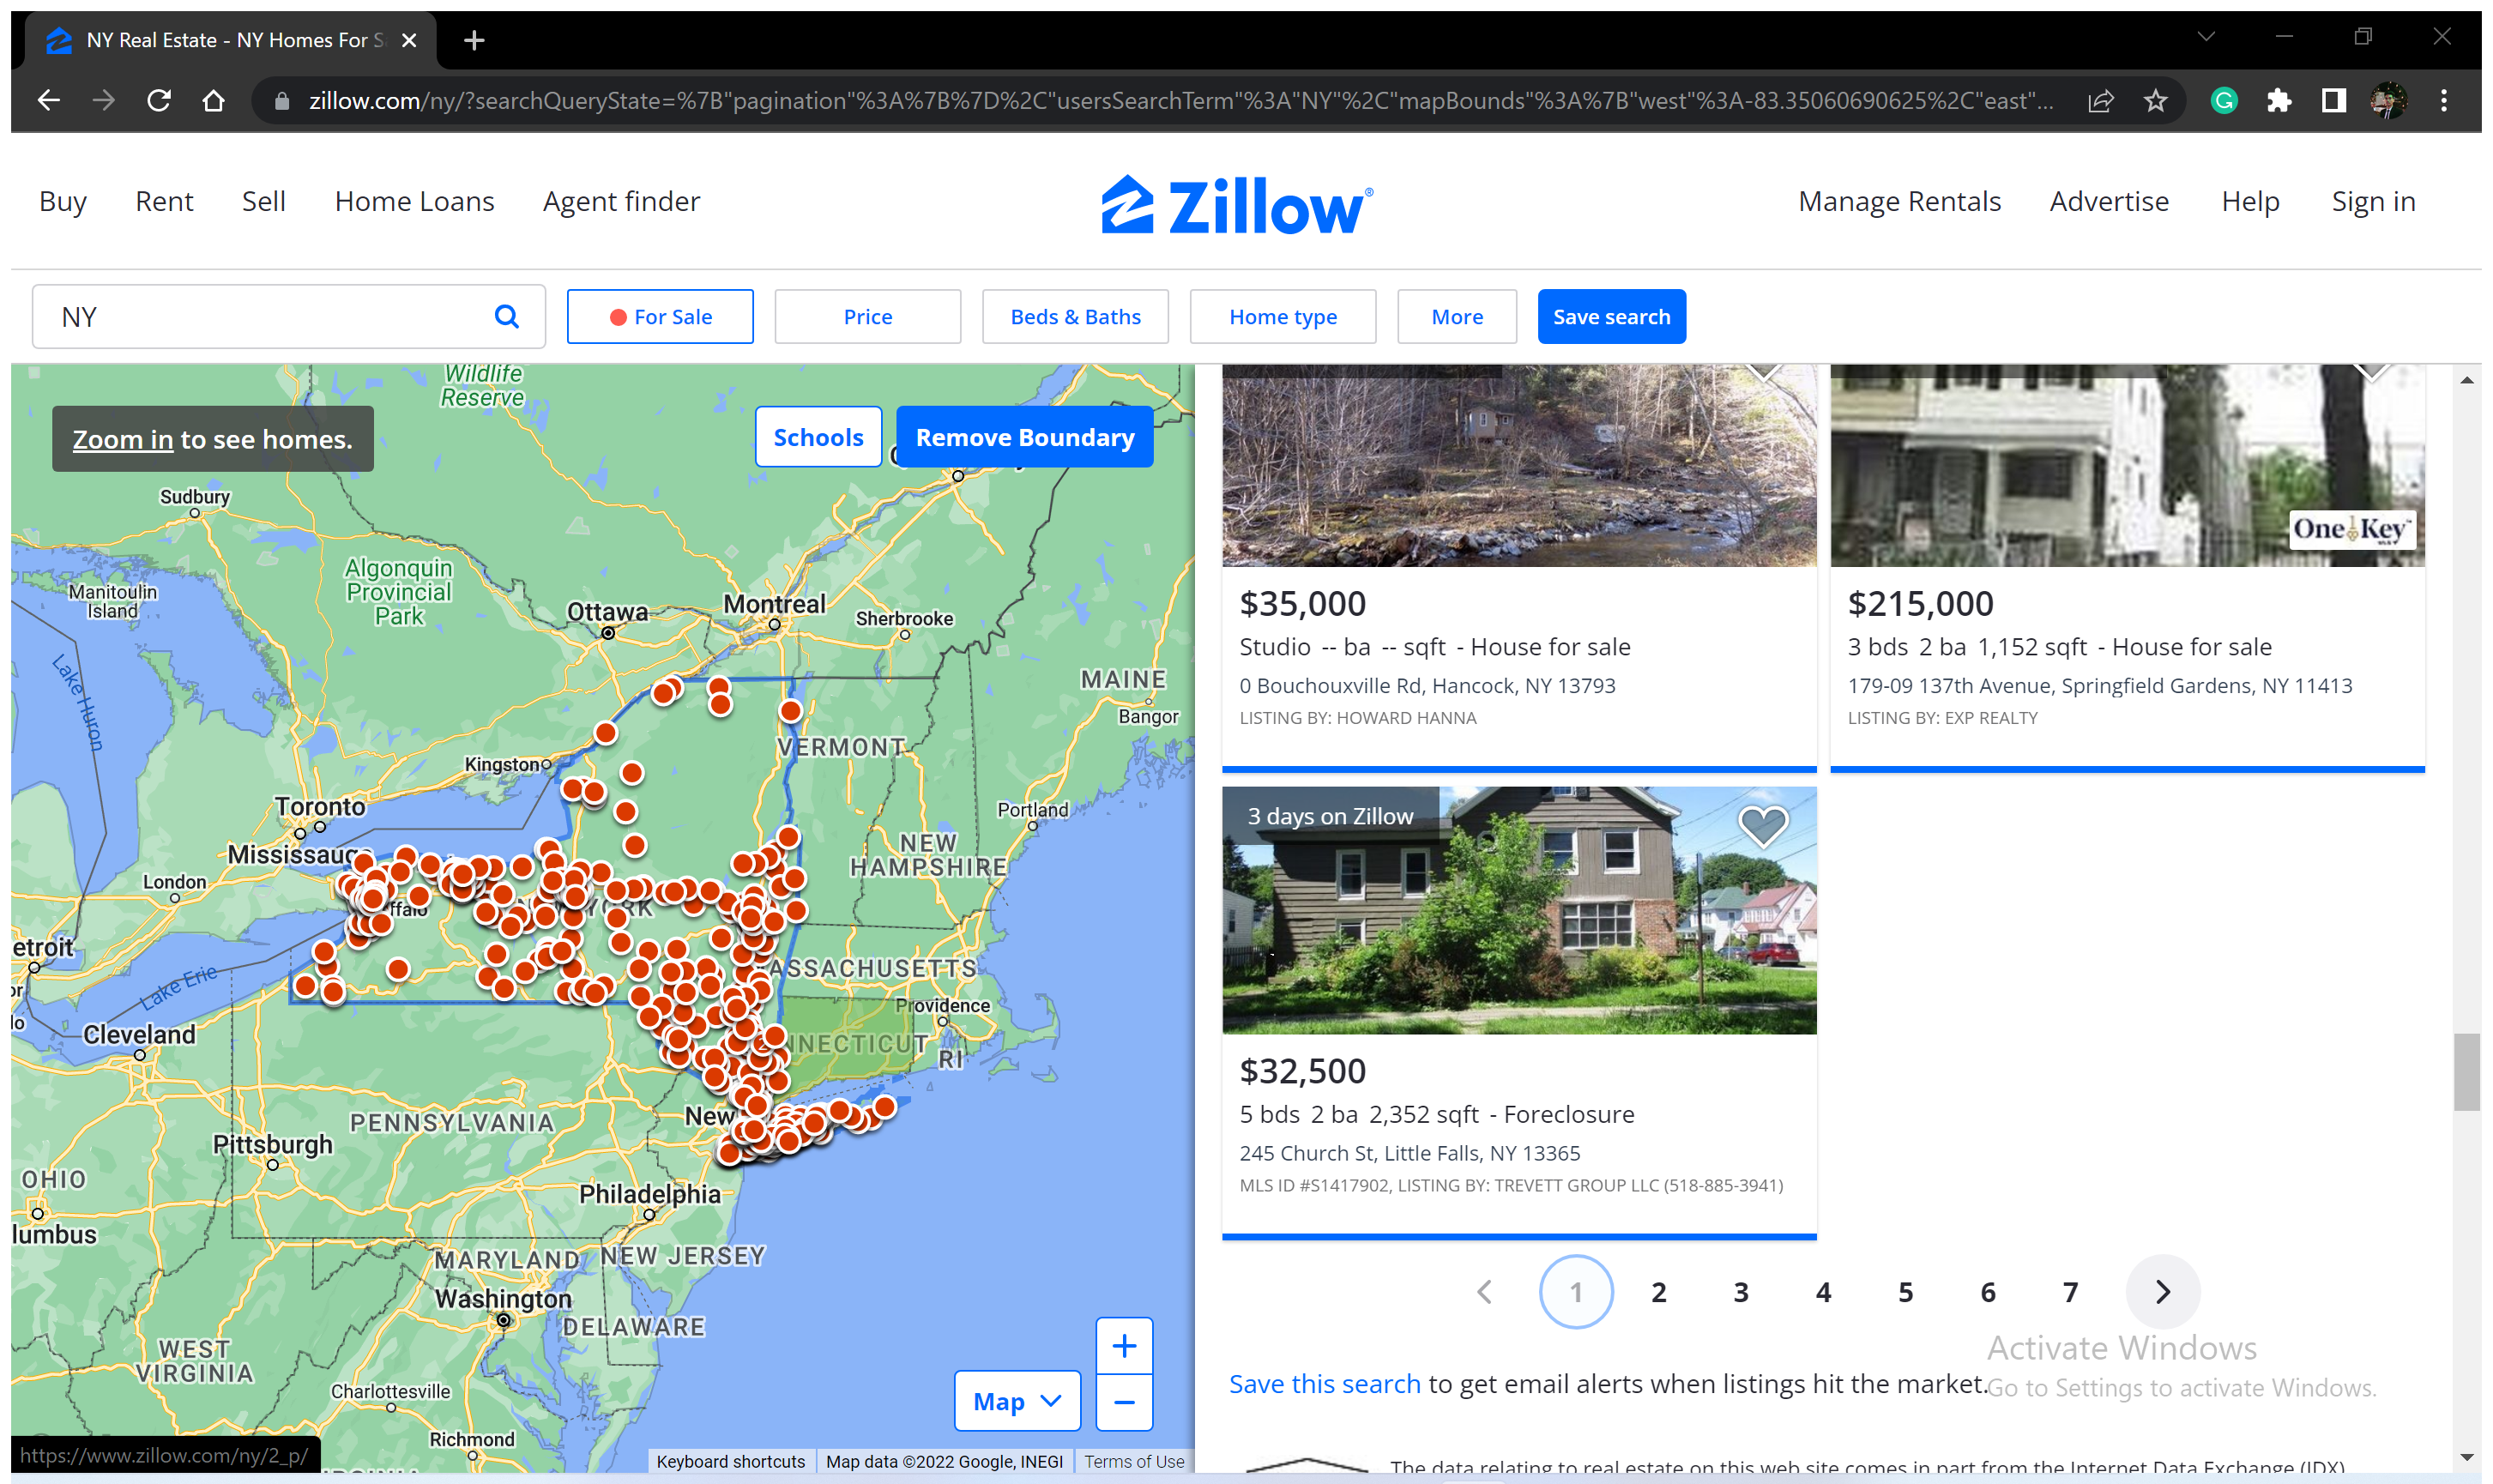 NY Real Estate - NY Homes For S
zillow.com/ny/?searchQueryState=%7B"pagination"%3A%7B%7D%2C"usersSearchTerm"%3A"NY"%2C"mapBounds"%3A%7B"west"%3A-83.35060690625%2C"east"...
Buy Rent Sell Home Loans Agent finder
Zillow®
Manage Rentals Advertise Help Sign in
NY
For Sale
Price
Beds & Baths
Home type
More
Save search
Zoom in to see homes.
Schools
Remove Boundary
Wildlife
Reserve
Sudbury
Algonquin
Provincial
Park
Manitoulin
Island
Ottawa
Montreal
Sherbrooke
MAINE
Bangor
Lake Huron
VERMONT
Kingston
Toronto
Portland
Mississauga
London
NEW
HAMPSHIRE
ffalo
YORK
etroit
ASSACHUSETTS
Lake Erie
Providence
Cleveland
NNECTICUT
RI
New
PENNSYLVANIA
Pittsburgh
OHIO
Philadelphia
lumbus
MARYLAND
NEW JERSEY
Washington
DELAWARE
WEST
VIRGINIA
Charlottesville
Richmond
Map
+
−
https://www.zillow.com/ny/2_p/
Keyboard shortcuts
Map data ©2022 Google, INEGI
Terms of Use
$35,000
Studio -- ba -- sqft - House for sale
0 Bouchouxville Rd, Hancock, NY 13793
LISTING BY: HOWARD HANNA
One Key
$215,000
3 bds 2 ba 1,152 sqft - House for sale
179-09 137th Avenue, Springfield Gardens, NY 11413
LISTING BY: EXP REALTY
3 days on Zillow
$32,500
5 bds 2 ba 2,352 sqft - Foreclosure
245 Church St, Little Falls, NY 13365
MLS ID #S1417902, LISTING BY: TREVETT GROUP LLC (518-885-3941)
1 2 3 4 5 6 7
Activate Windows
Go to Settings to activate Windows.
Save this search to get email alerts when listings hit the market.
The data relating to real estate on this web site comes in part from the Internet Data Exchange (IDX)